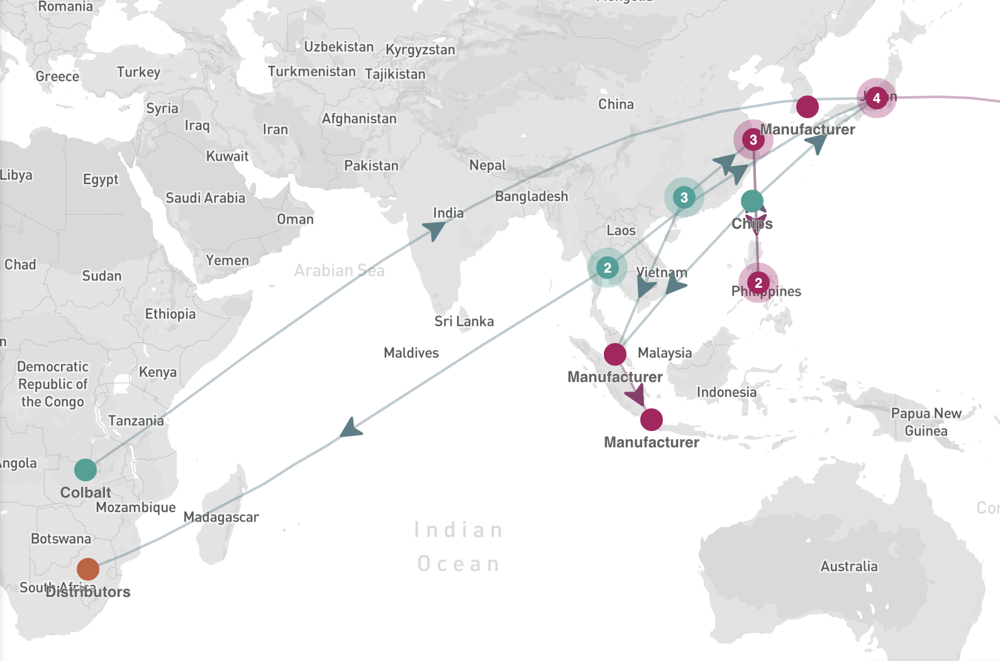 Romania
Uzbekistan
Kyrgyzstan
Greece
Turkey
Turkmenistan
Tajikistan
Syria
China
4
Iraq
Iran
Afghanistan
3
Manufacturer
Kuwait
Pakistan
Nepal
Libya
Egypt
Saudi Arabia
Bangladesh
3
India
Oman
Laos
Chips
Chad
Sudan
Yemen
Arabian Sea
2
Vietnam
2
Philippines
Ethiopia
Sri Lanka
Maldives
Malaysia
Democratic
Republic of
the Congo
Kenya
Manufacturer
Indonesia
Tanzania
Papua New
Guinea
Manufacturer
Angola
Colbalt
Mozambique
Madagascar
Indian
Ocean
Botswana
Australia
South Africa
Distributors